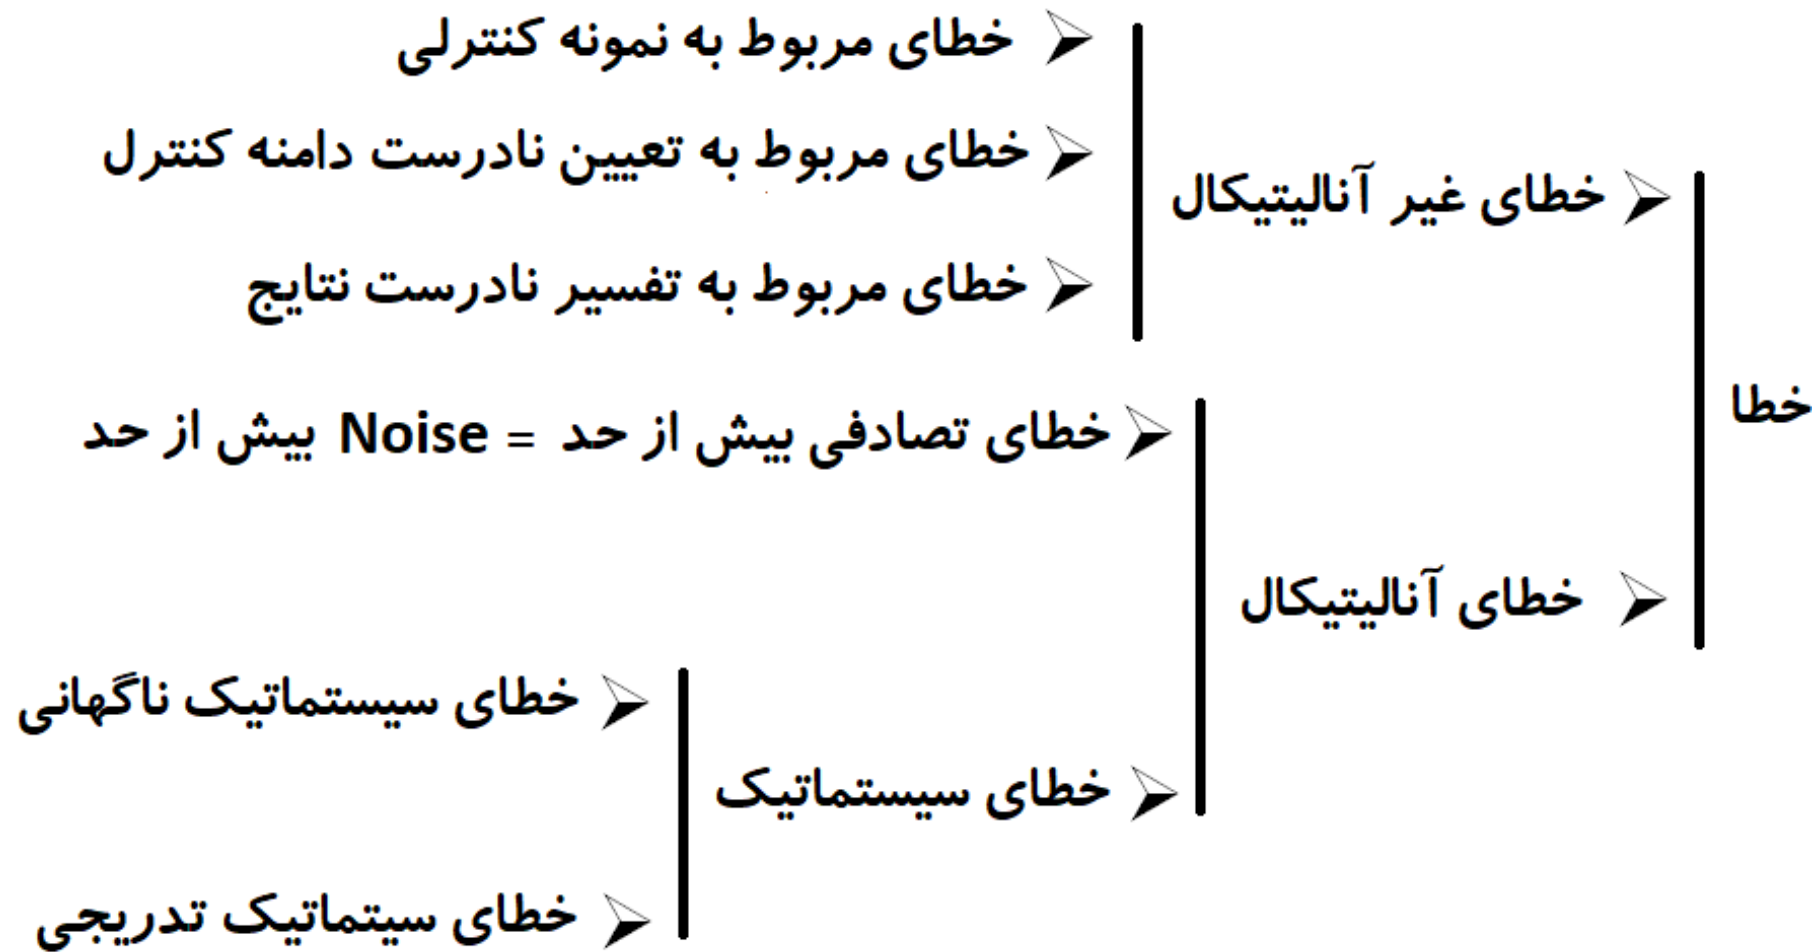 خطای مربوط به نمونه کنترلی
خطای مربوط به تعیین نادرست دامنه کنترل
خطای غیر آنالیتیکال
خطای مربوط به تفسیر نادرست نتایج
خطا
خطای تصادفی بیش از حد = Noise بیش از حد
خطای آنالیتیکال
خطای سیستماتیک ناگهانی
خطای سیستماتیک
خطای سیتماتیک تدریجی